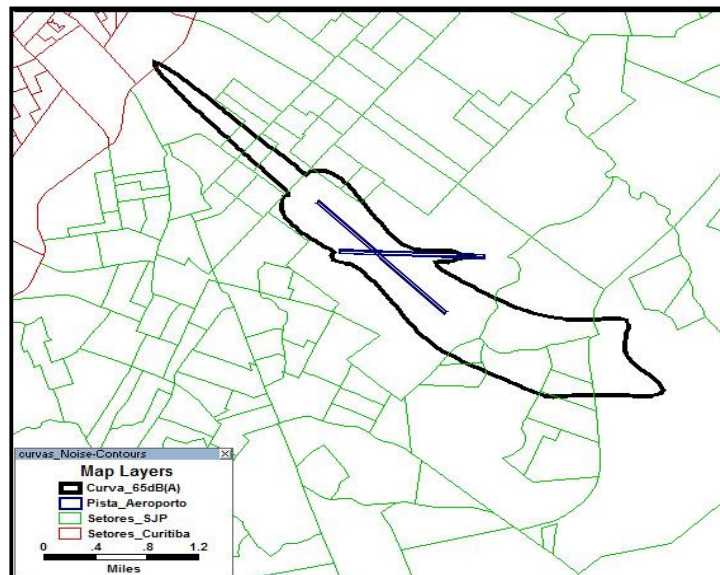 curvas_Noise-Contours
Map Layers
Curva_65dB(A)
Pista_Aeroporto
Setores_SJP
Setores_Curitiba
0 .4 .8 1.2
Miles